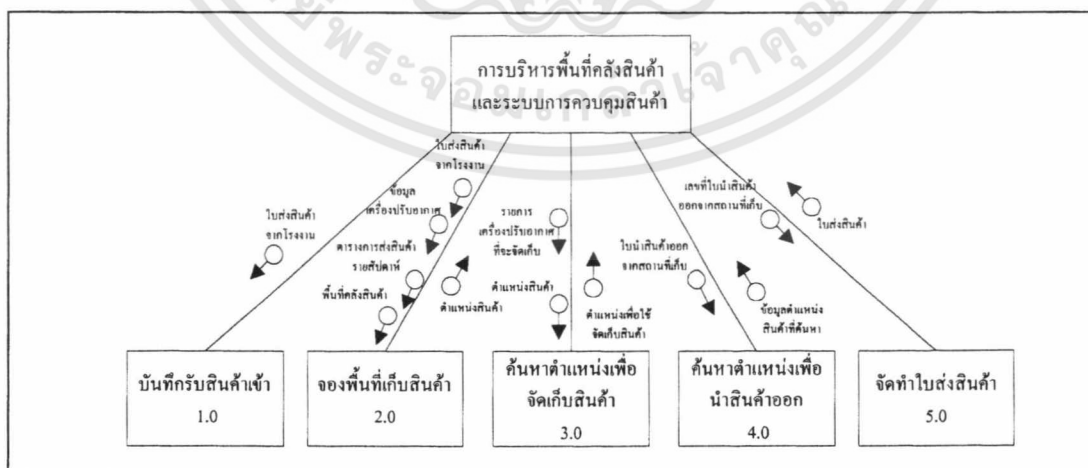 พระจอมเกล้าเจ้าคุณ
การบริหารพื้นที่คลังสินค้า
และระบบการควบคุมสินค้า
ใบส่งสินค้า
จากโรงงาน
ใบส่งสินค้า
จากโรงงาน
ข้อมูล
เครื่องปรับอากาศ
ตารางการส่งสินค้า
รายสัปดาห์
พื้นที่คลังสินค้า
ตำแหน่งสินค้า
รายการ
เครื่องปรับอากาศ
ที่จะจัดเก็บ
ตำแหน่งสินค้า
ตำแหน่งเพื่อใช้
จัดเก็บสินค้า
ใบนำสินค้าออก
จากสถานที่เก็บ
ข้อมูลตำแหน่ง
สินค้าที่ค้นหา
เลขที่ใบนำสินค้า
ออกจากสถานที่เก็บ
ใบส่งสินค้า
บันทึกรับสินค้าเข้า
1.0
จองพื้นที่เก็บสินค้า
2.0
ค้นหาตำแหน่งเพื่อ
จัดเก็บสินค้า
3.0
ค้นหาตำแหน่งเพื่อ
นำสินค้าออก
4.0
จัดทำใบส่งสินค้า
5.0